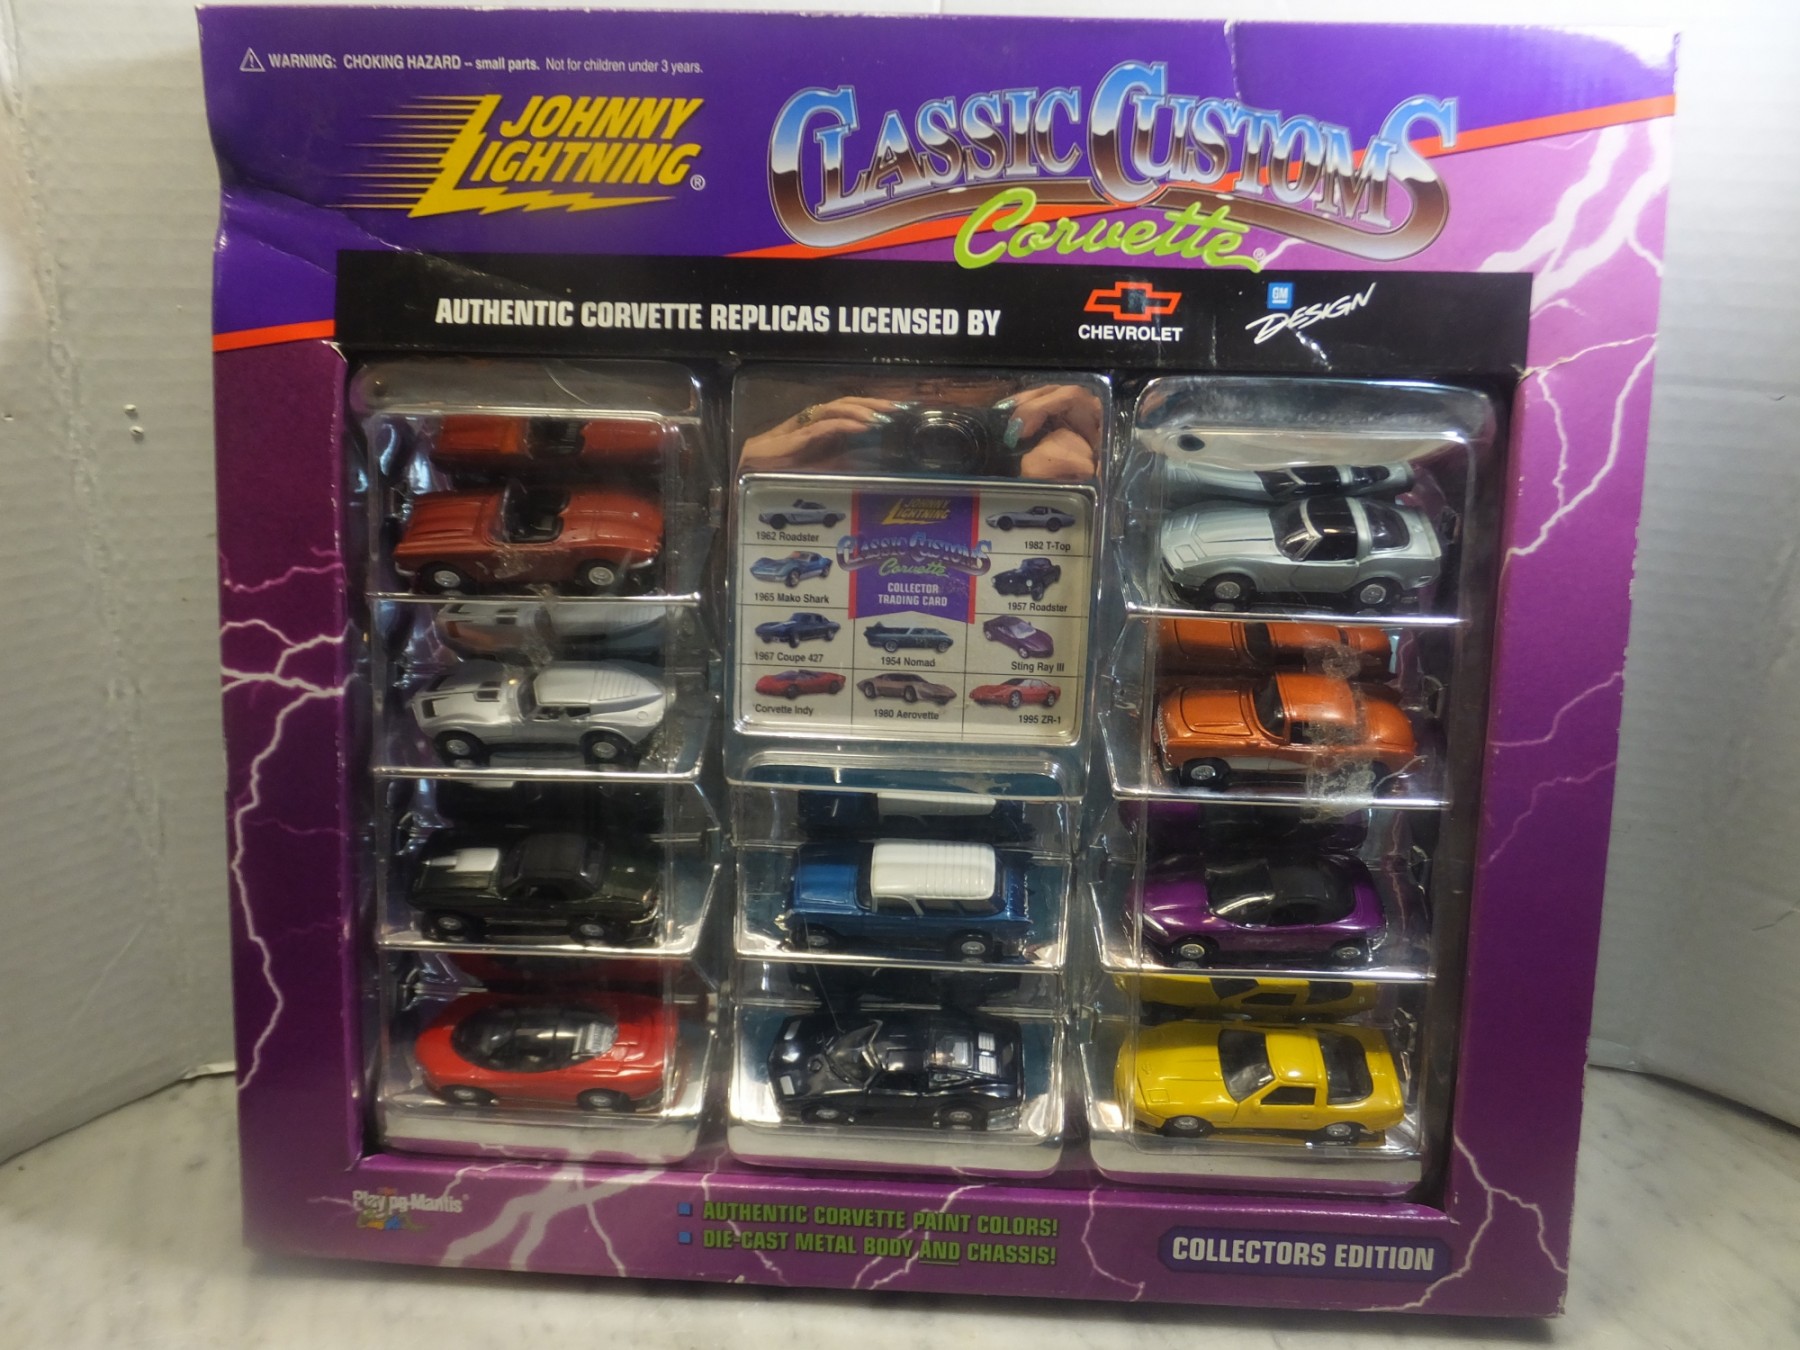 WARNING: CHOKING HAZARD -- small parts. Not for children under 3 years.
JOHNNY
LIGHTNING®
CLASSIC CUSTOMS
Corvette®
AUTHENTIC CORVETTE REPLICAS LICENSED BY
CHEVROLET
GM
DESIGN
JOHNNY
LIGHTNING
CLASSIC CUSTOMS
Corvette
COLLECTOR
TRADING CARD
1962 Roadster
1982 T-Top
1965 Mako Shark
1957 Roadster
1967 Coupe 427
1954 Nomad
Sting Ray III
Corvette Indy
1980 Aerovette
1995 ZR-1
Playing Mantis®
AUTHENTIC CORVETTE PAINT COLORS!
DIE-CAST METAL BODY AND CHASSIS!
COLLECTORS EDITION